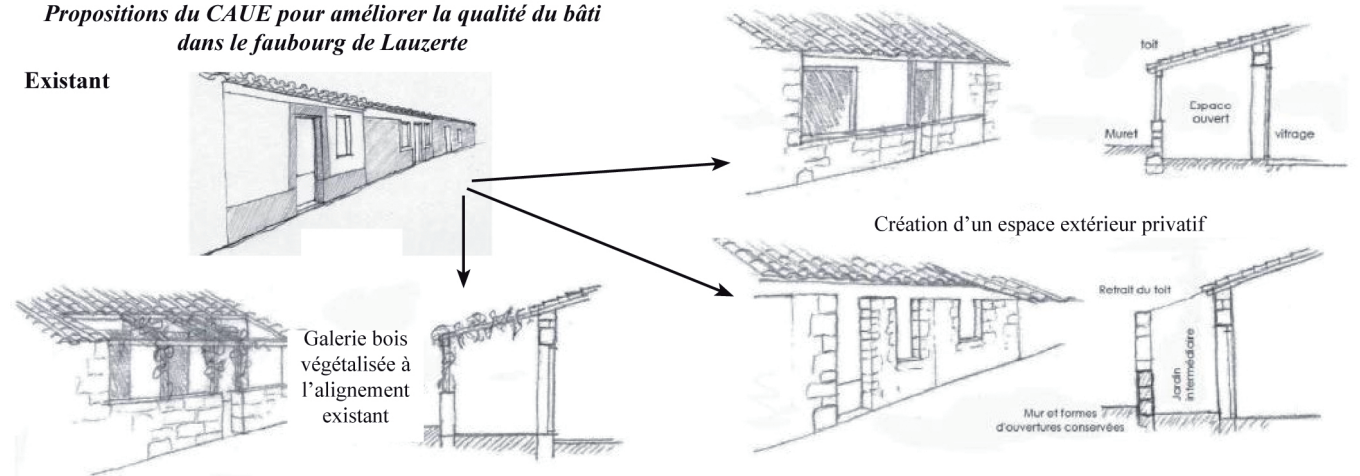 Propositions du CAUE pour améliorer la qualité du bâti
dans le faubourg de Lauzerte
Existant
toit
Espace
ouvert
Muret
vitrage
Création d'un espace extérieur privatif
Galerie bois
végétalisée à
l'alignement
existant
Retrait du toit
Jardin
intermédiaire
Mur et formes
d'ouvertures conservées